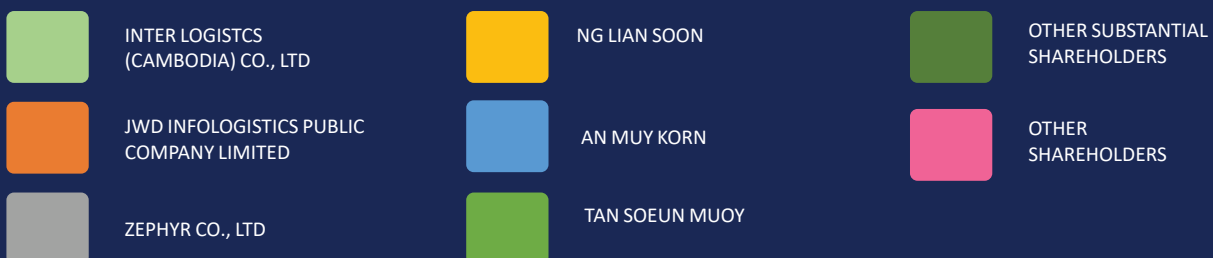 INTER LOGISTCS
(CAMBODIA) CO., LTD
JWD INFOLOGISTICS PUBLIC
COMPANY LIMITED
ZEPHYR CO., LTD
NG LIAN SOON
AN MUY KORN
TAN SOEUN MUOY
OTHER SUBSTANTIAL
SHAREHOLDERS
OTHER
SHAREHOLDERS